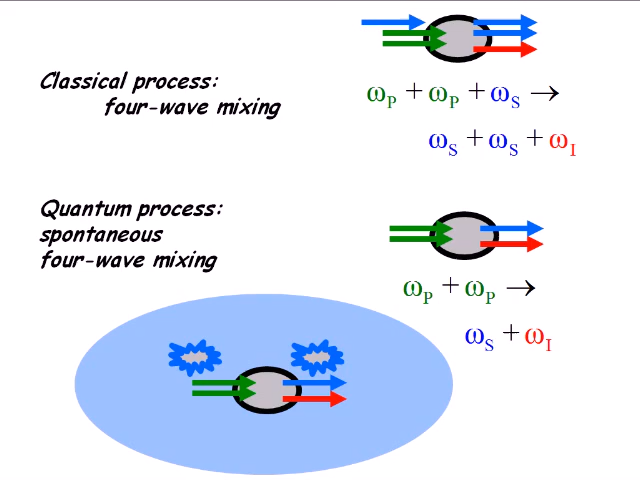 Classical process:
four-wave mixing
ωP + ωP + ωS →
ωS + ωS + ωI
Quantum process:
spontaneous
four-wave mixing
ωP + ωP →
ωS + ωI